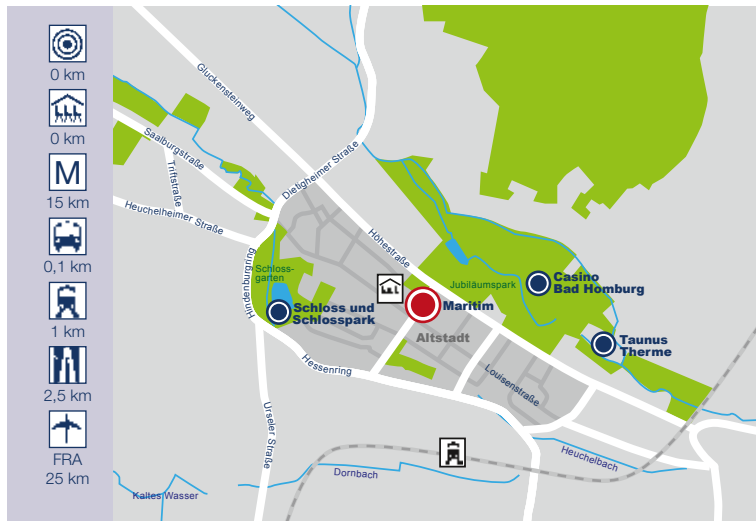 0 km
0 km
M
15 km
0,1 km
1 km
2,5 km
FRA
25 km
Gluckensteinweg
Saalburgstraße
Triftstraße
Dietigheimer Straße
Heuchelheimer Straße
Hindenburgring
Schloss-
garten
Höhestraße
Jubiläumspark
Casino
Bad Homburg
Schloss und
Schlosspark
Maritim
Altstadt
Taunus
Therme
Hessenring
Louisenstraße
Urseler Straße
Heuchelbach
Dornbach
Kaltes Wasser